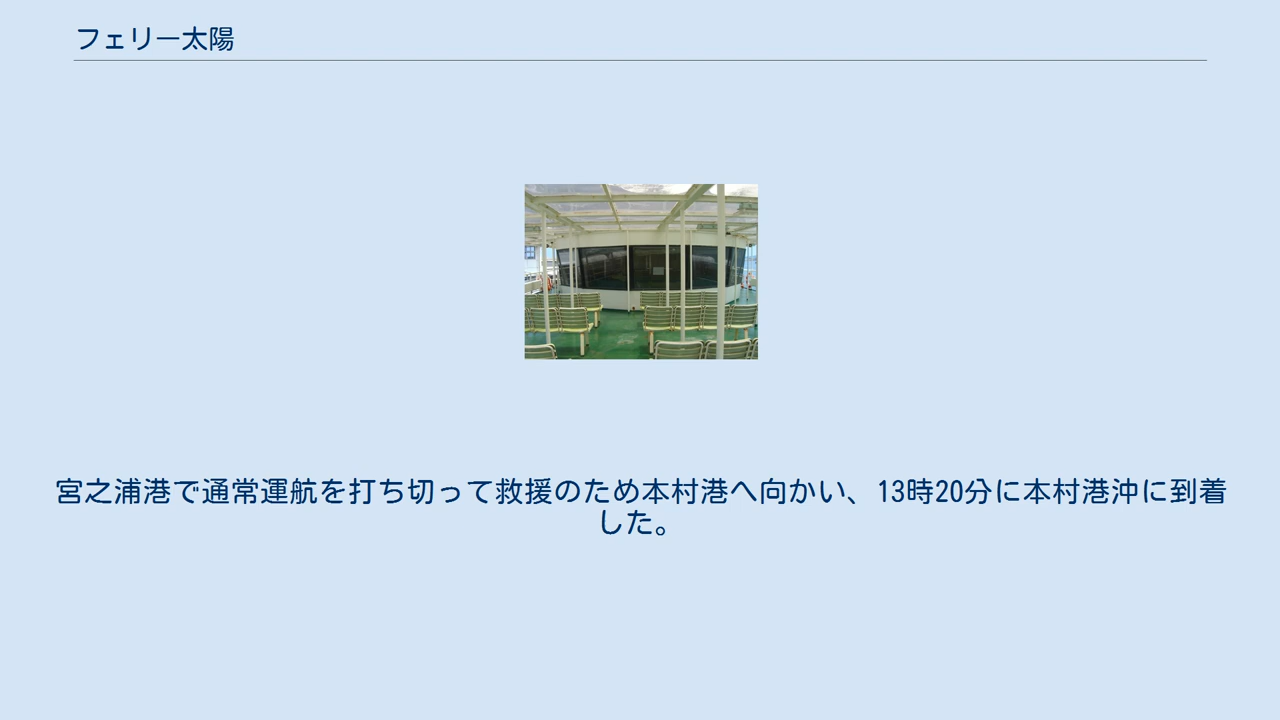 フェリー太陽
宮之浦港で通常運航を打ち切って救援のため本村港へ向かい、13時20分に本村港沖に到着
した。